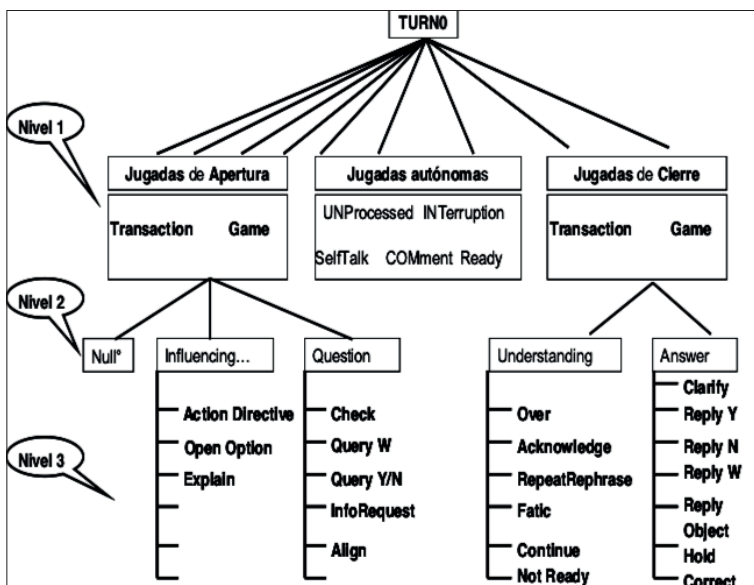 TURNO
Nivel 1
Jugadas de Apertura
Transaction Game
Jugadas autónomas
UNProcessed INTerruption
SelfTalk COMment Ready
Jugadas de Cierre
Transaction Game
Nivel 2
Null°
Influencing...
Question
Understanding
Answer
Nivel 3
Action Directive
Open Option
Explain
Check
Query W
Query Y/N
InfoRequest
Align
Over
Acknowledge
RepeatRephrase
Fatic
Continue
Not Ready
Clarify
Reply Y
Reply N
Reply W
Reply
Object
Hold
Correct